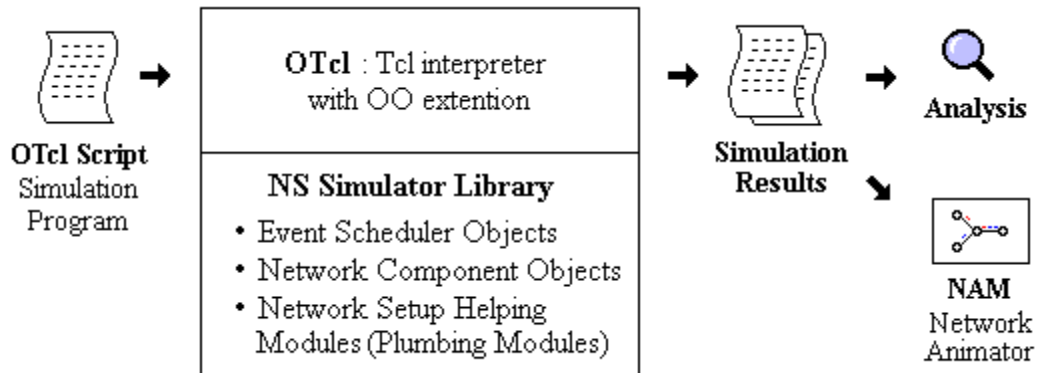 OTcl Script
Simulation
Program
OTcl : Tcl interpreter
with OO extention
NS Simulator Library
• Event Scheduler Objects
• Network Component Objects
• Network Setup Helping
Modules (Plumbing Modules)
Simulation
Results
Analysis
NAM
Network
Animator